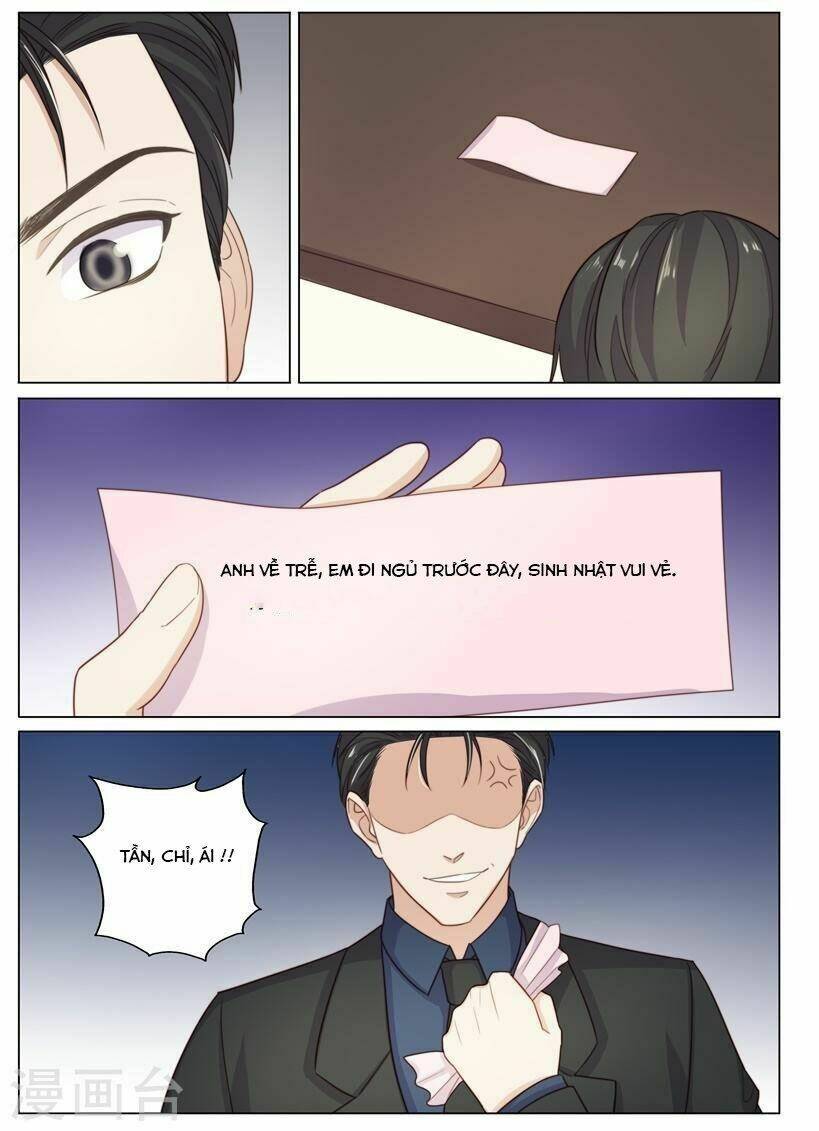 ANH VỀ TRỄ, EM ĐI NGỦ TRƯỚC ĐÂY, SINH NHẬT VUI VẺ.
TẦN, CHỈ, ÁI !!
漫画台